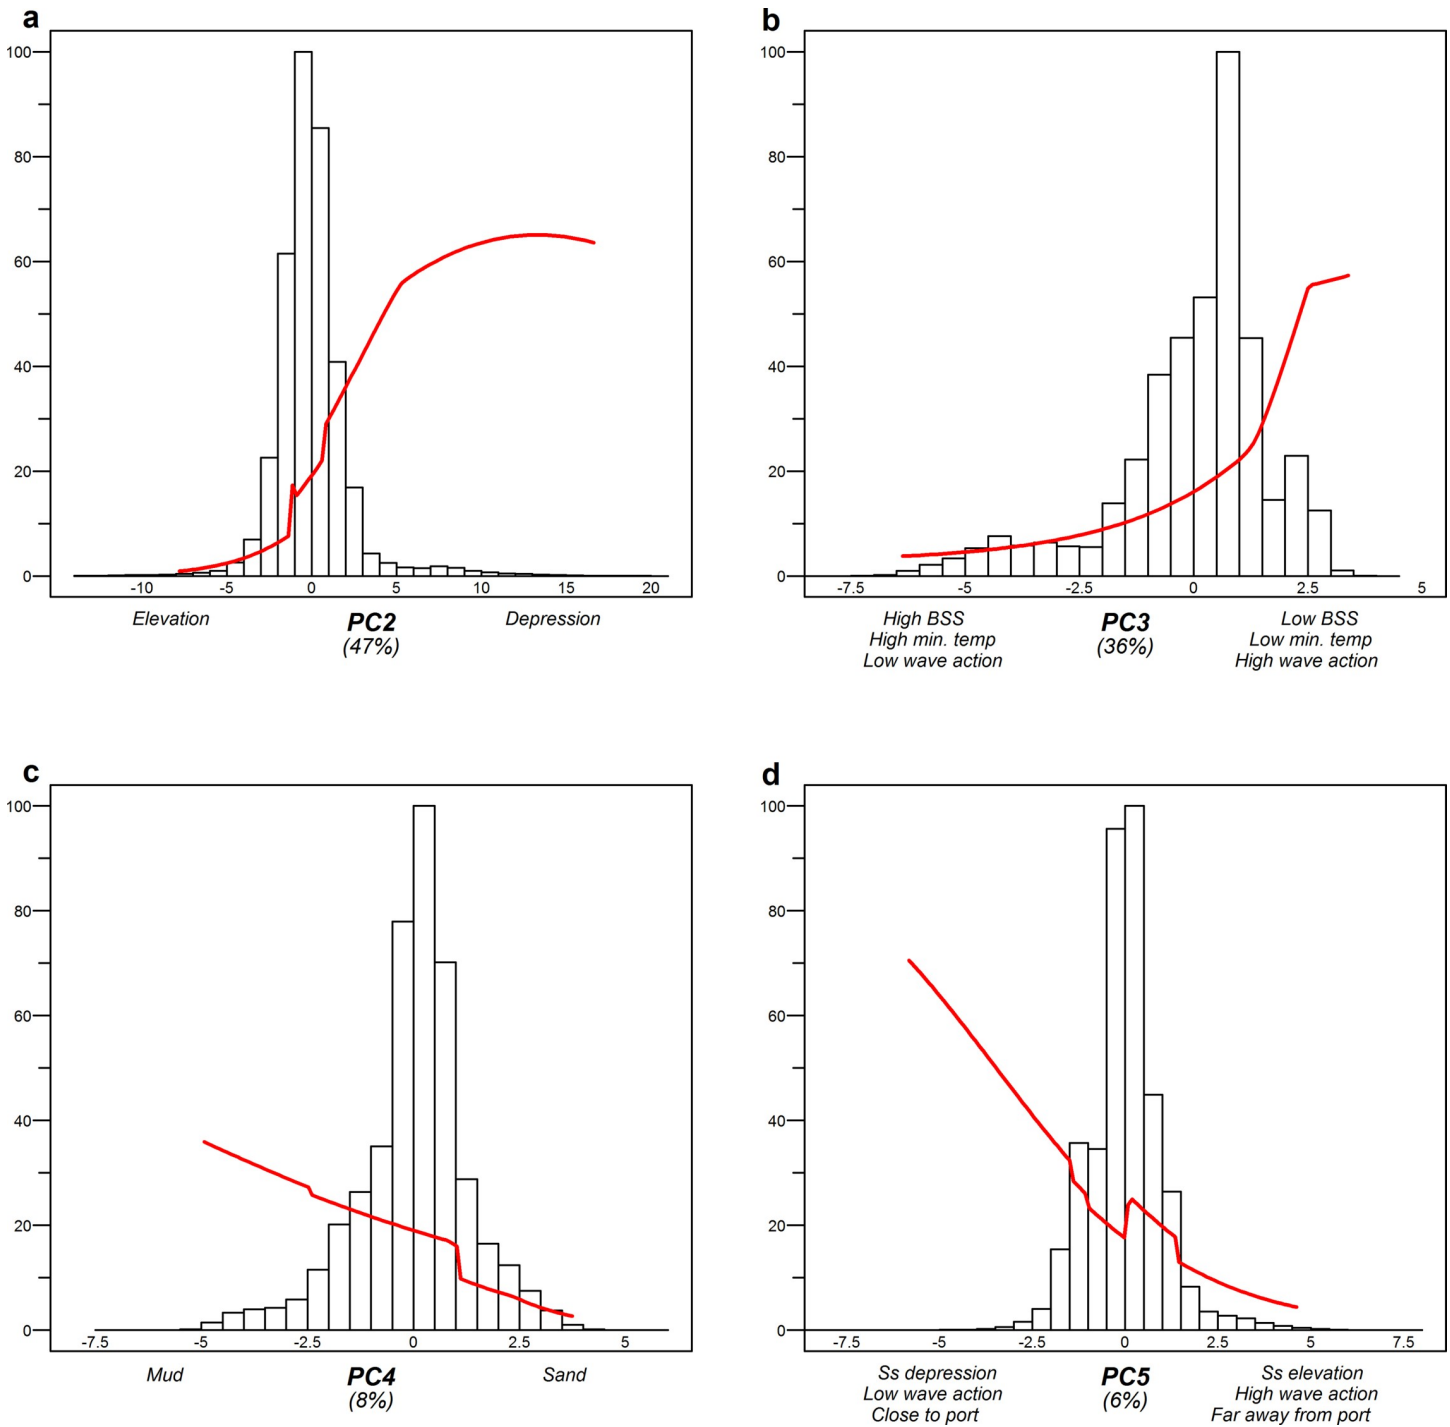 a
100
80
60
40
20
0
-10 -5 0 5 10 15 20
Elevation PC2 Depression
(47%)
b
100
80
60
40
20
0
-7.5 -5 -2.5 0 2.5 5
High BSS PC3 Low BSS
High min. temp (36%) Low min. temp
Low wave action High wave action
c
100
80
60
40
20
0
-7.5 -5 -2.5 0 2.5 5
Mud PC4 Sand
(8%)
d
100
80
60
40
20
0
-7.5 -2.5 0 2.5 5 7.5
Ss depression PC5 Ss elevation
Low wave action (6%) High wave action
Close to port Far away from port